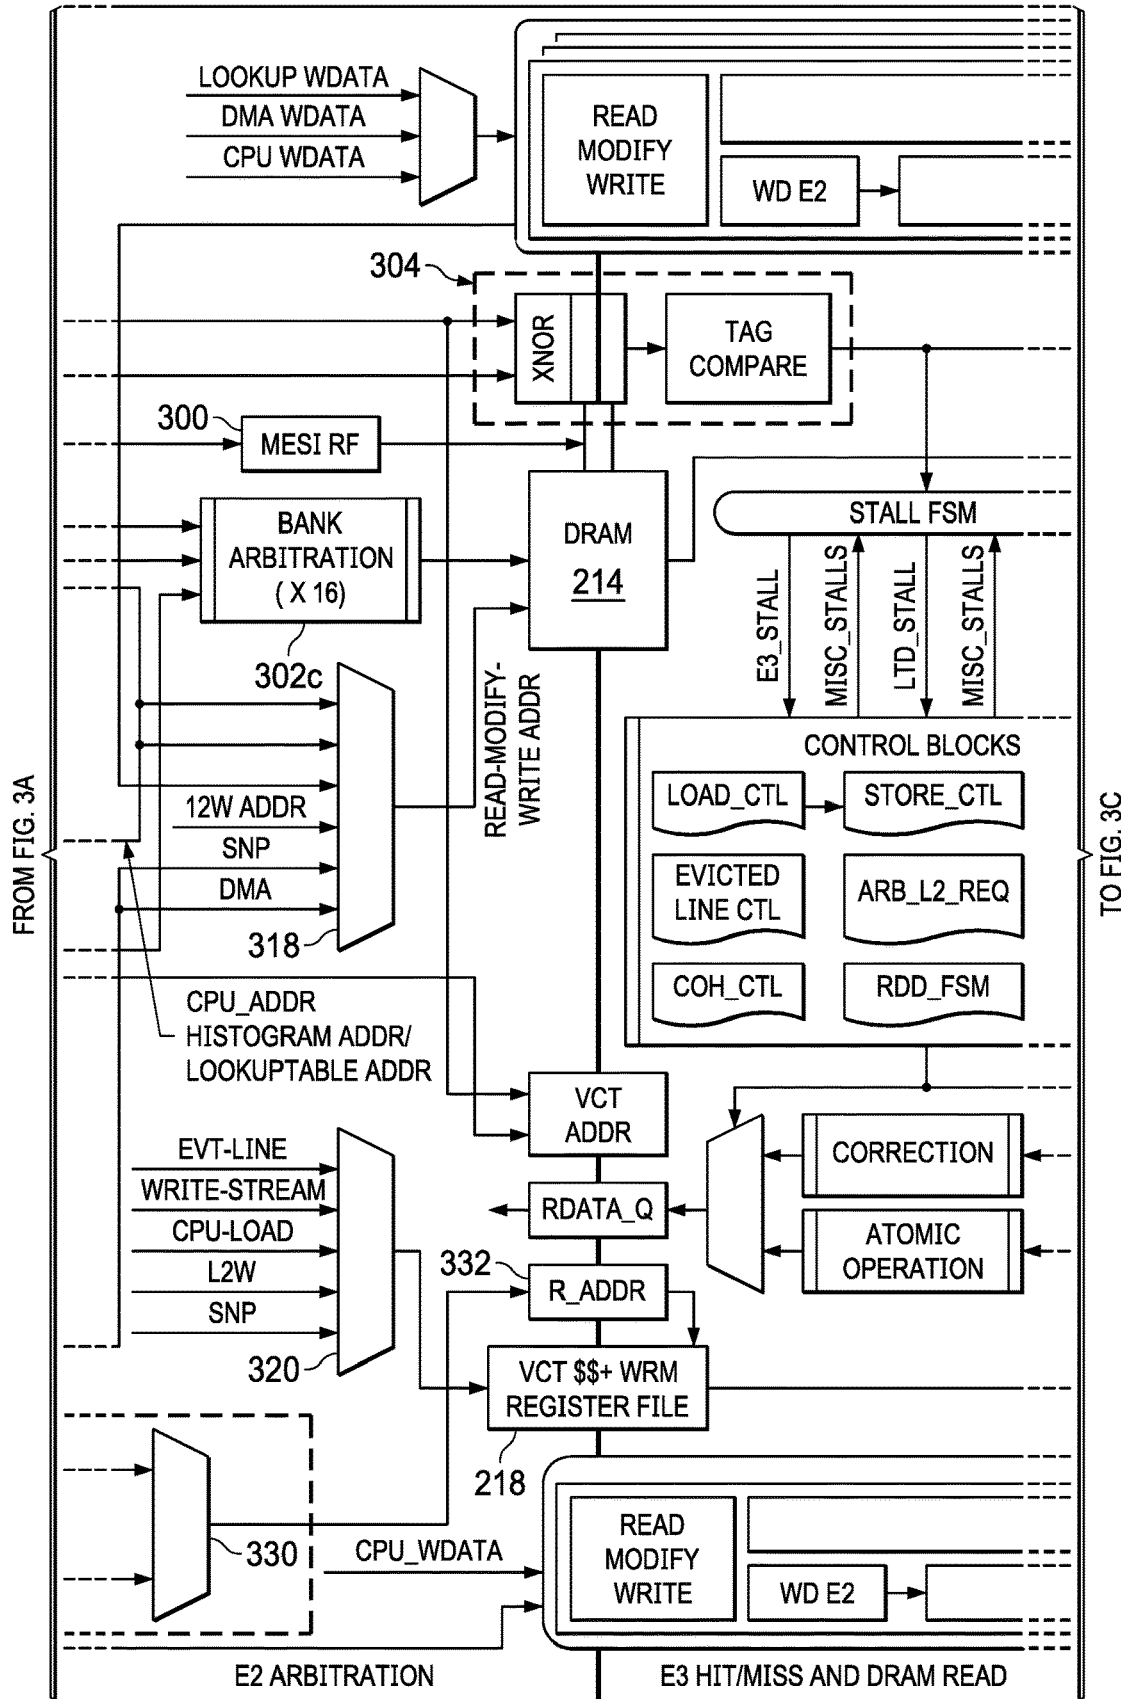 LOOKUP WDATA
DMA WDATA
CPU WDATA
READ
MODIFY
WRITE
WD E2
304
XNOR
TAG
COMPARE
300
MESI RF
BANK
ARBITRATION
( X 16)
302c
DRAM
214
STALL FSM
E3_STALL
MISC_STALLS
LTD_STALL
MISC_STALLS
READ-MODIFY-
WRITE ADDR
12W ADDR
SNP
DMA
318
CONTROL BLOCKS
LOAD_CTL
STORE_CTL
EVICTED
LINE CTL
ARB_L2_REQ
COH_CTL
RDD_FSM
FROM FIG. 3A
TO FIG. 3C
CPU_ADDR
HISTOGRAM ADDR/
LOOKUPTABLE ADDR
VCT
ADDR
EVT-LINE
WRITE-STREAM
CPU-LOAD
L2W
SNP
320
RDATA_Q
332
R_ADDR
CORRECTION
ATOMIC
OPERATION
VCT $$+ WRM
REGISTER FILE
218
330
CPU_WDATA
READ
MODIFY
WRITE
WD E2
E2 ARBITRATION
E3 HIT/MISS AND DRAM READ